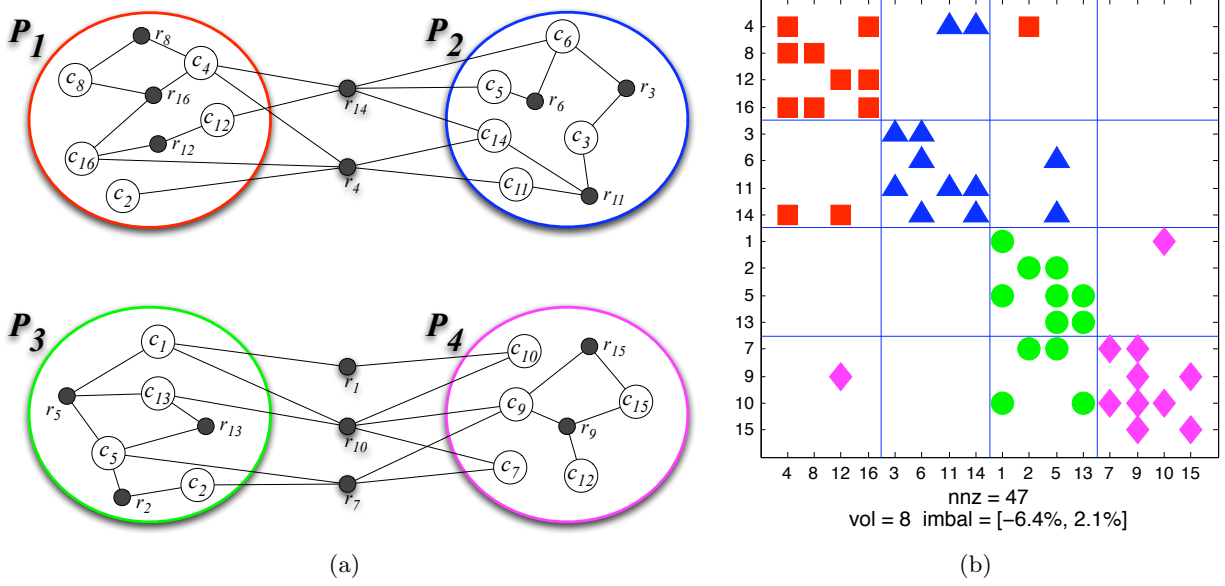 P1
P2
r8
c4
c8
r16
c12
r12
c16
c2
r14
r4
c6
c5
r6
r3
c14
c3
c11
r11
P3
P4
c1
r5
c13
r13
c5
r2
c2
r1
r10
r7
c10
r15
c9
c15
r9
c7
c12
(a)
4
8
12
16
3
6
11
14
1
2
5
13
7
9
10
15
4 8 12 16 3 6 11 14 1 2 5 13 7 9 10 15
nnz = 47
vol = 8 imbal = [−6.4%, 2.1%]
(b)